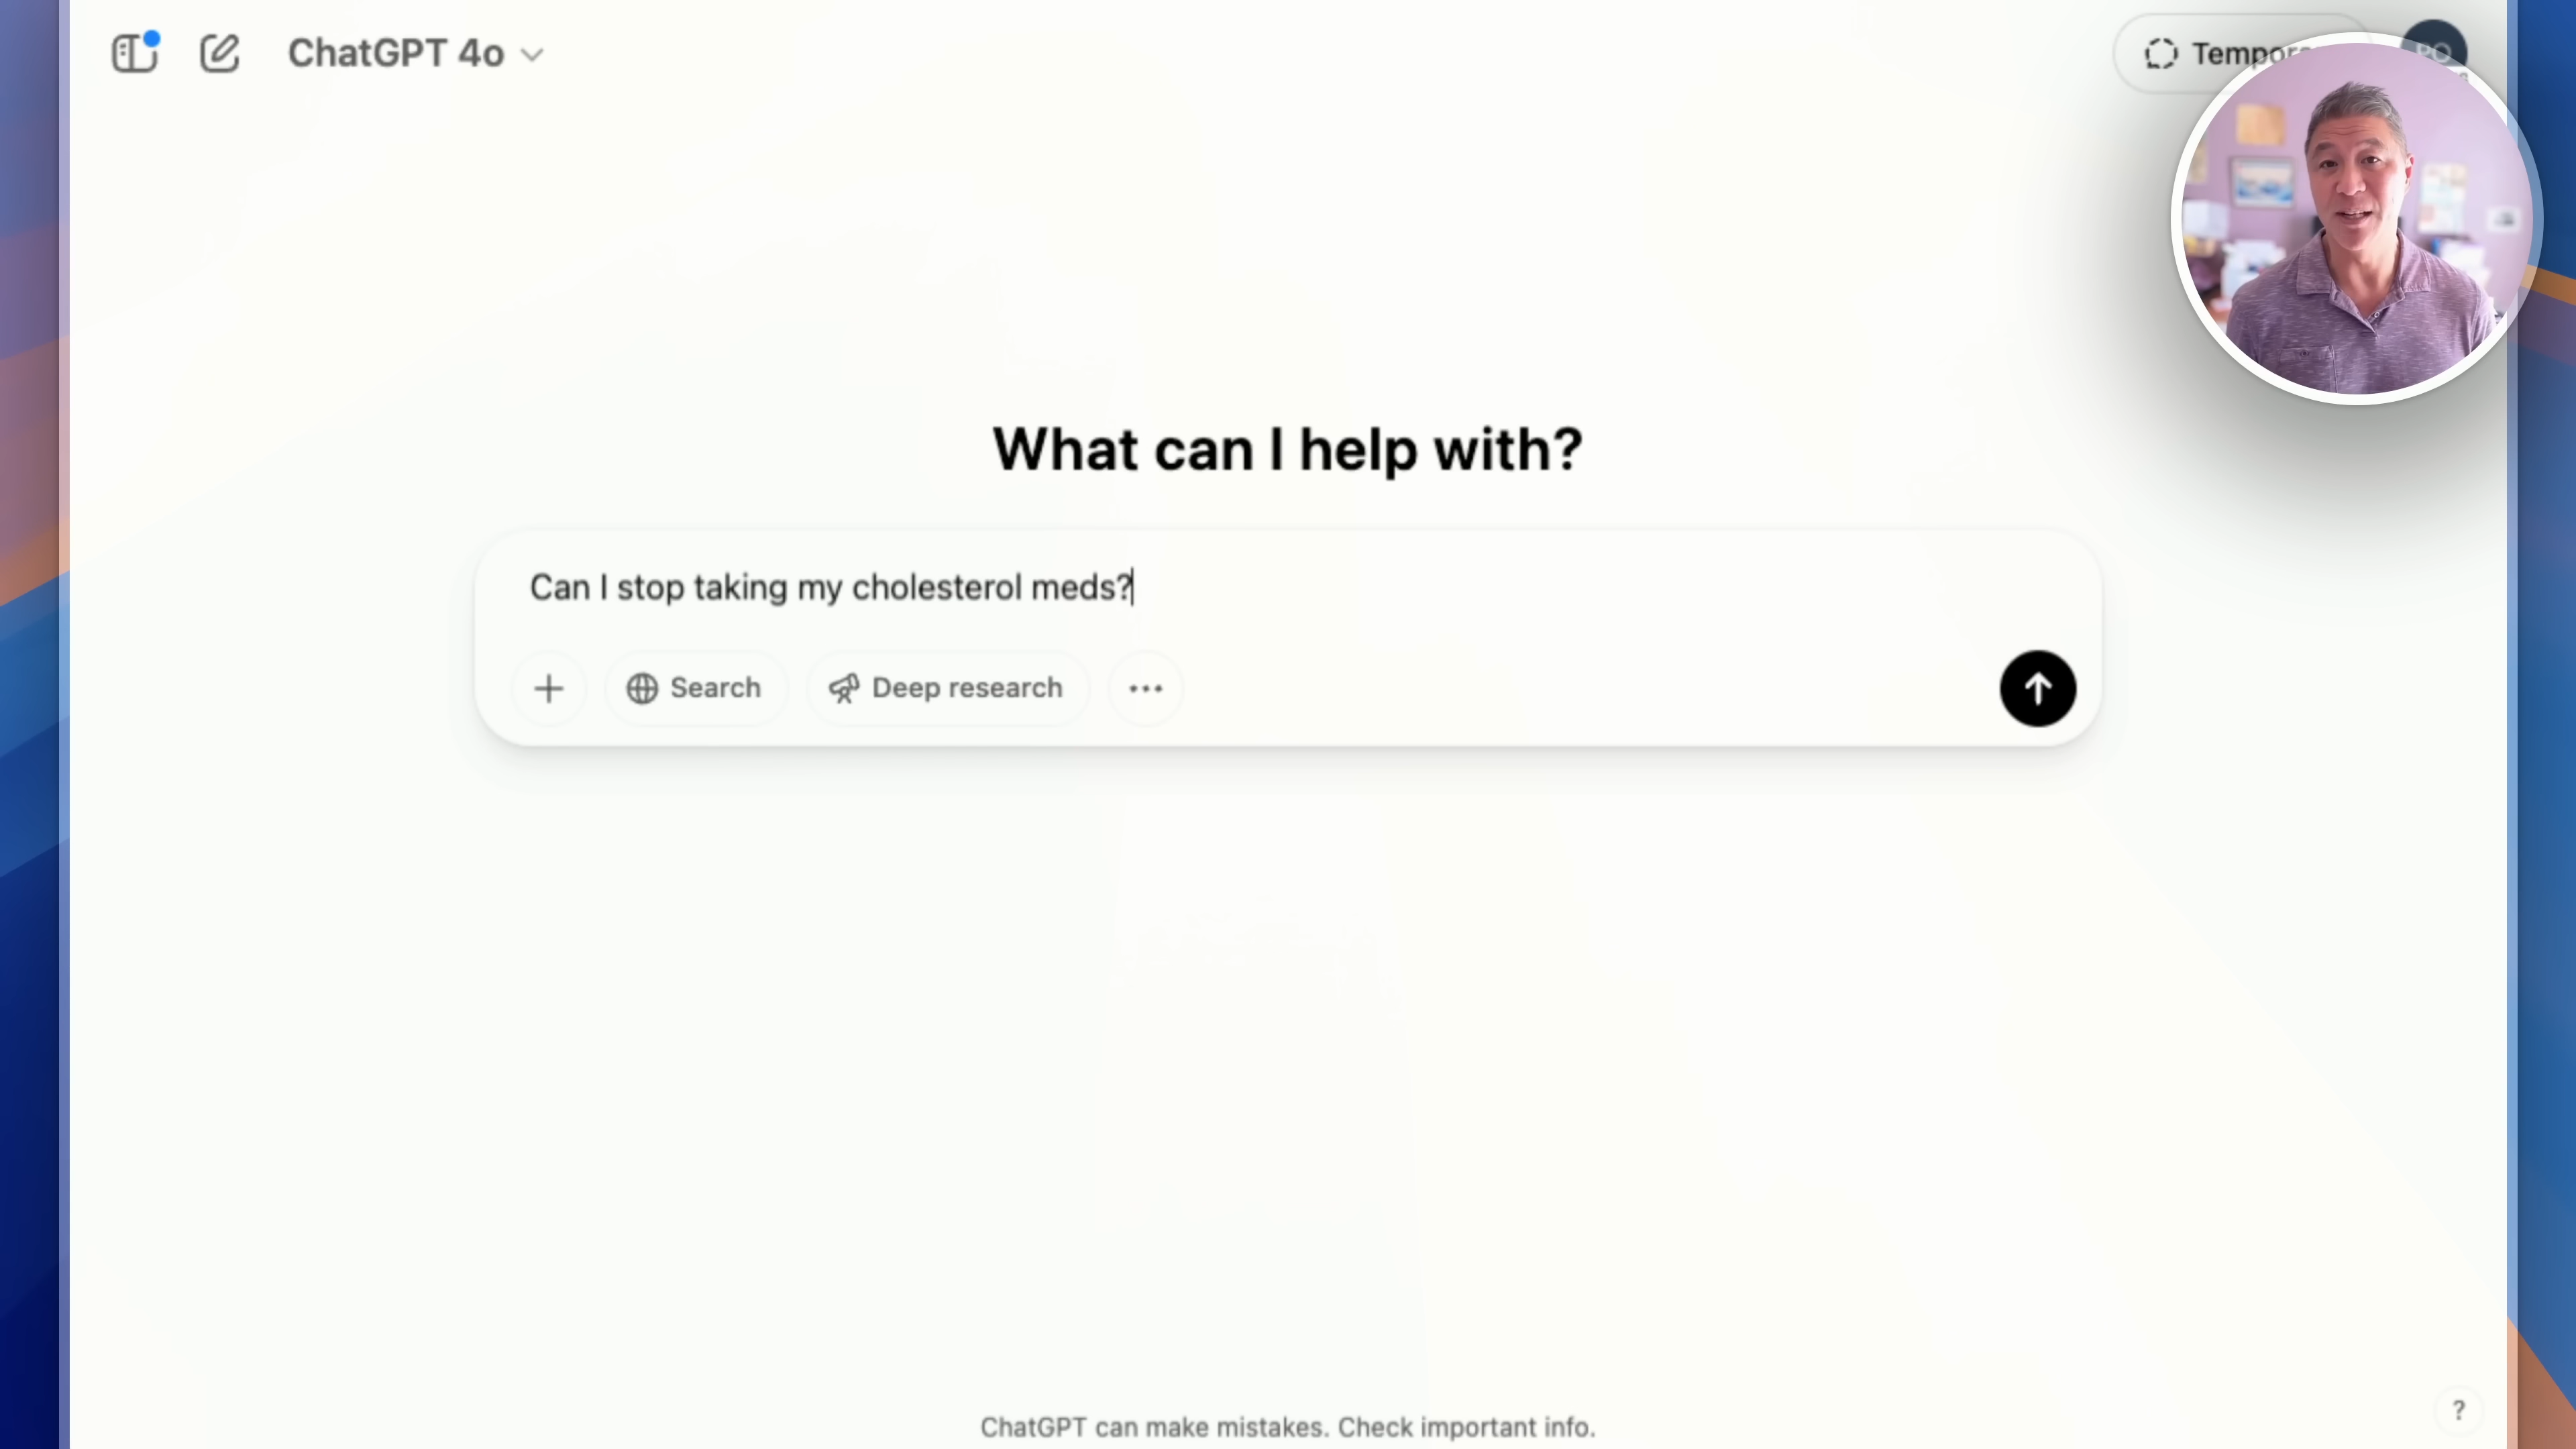 ChatGPT 4o
What can I help with?
Can I stop taking my cholesterol meds?
Search
Deep research
ChatGPT can make mistakes. Check important info.
?